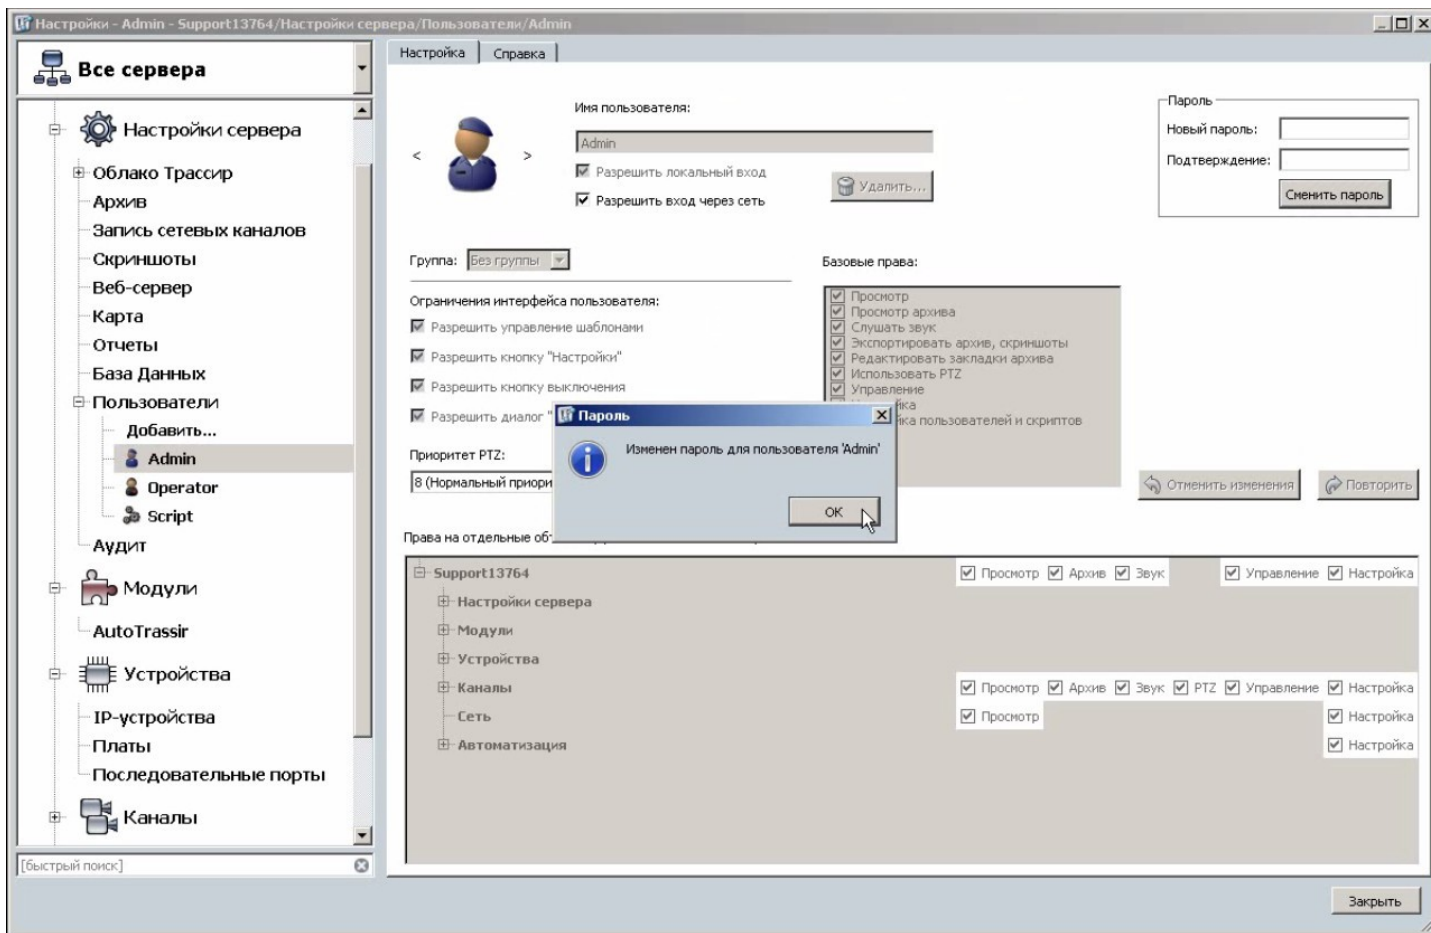 Настройки - Admin - Support13764/Настройки сервера/Пользователи/Admin
Все сервера
Настройки сервера
Облако Трассир
Архив
Запись сетевых каналов
Скриншоты
Веб-сервер
Карта
Отчеты
База Данных
Пользователи
Добавить...
Admin
Operator
Script
Аудит
Модули
AutoTrassir
Устройства
IP-устройства
Платы
Последовательные порты
Каналы
[быстрый поиск]
Настройка
Справка
< >
Имя пользователя:
Admin
Разрешить локальный вход
Разрешить вход через сеть
Удалить...
Пароль
Новый пароль:
Подтверждение:
Сменить пароль
Группа: Без группы
Ограничения интерфейса пользователя:
Разрешить управление шаблонами
Разрешить кнопку "Настройки"
Разрешить кнопку выключения
Разрешить диалог "
Приоритет PTZ:
8 (Нормальный приори
Базовые права:
Просмотр
Просмотр архива
Слушать звук
Экспортировать архив, скриншоты
Редактировать закладки архива
Использовать PTZ
Управление
йка
йка пользователей и скриптов
Отменить изменения
Повторить
Пароль
Изменен пароль для пользователя 'Admin'
OK
Права на отдельные об
Support13764 Просмотр Архив Звук Управление Настройка
Настройки сервера
Модули
Устройства
Каналы Просмотр Архив Звук PTZ Управление Настройка
Сеть Просмотр Настройка
Автоматизация Настройка
Закрыть